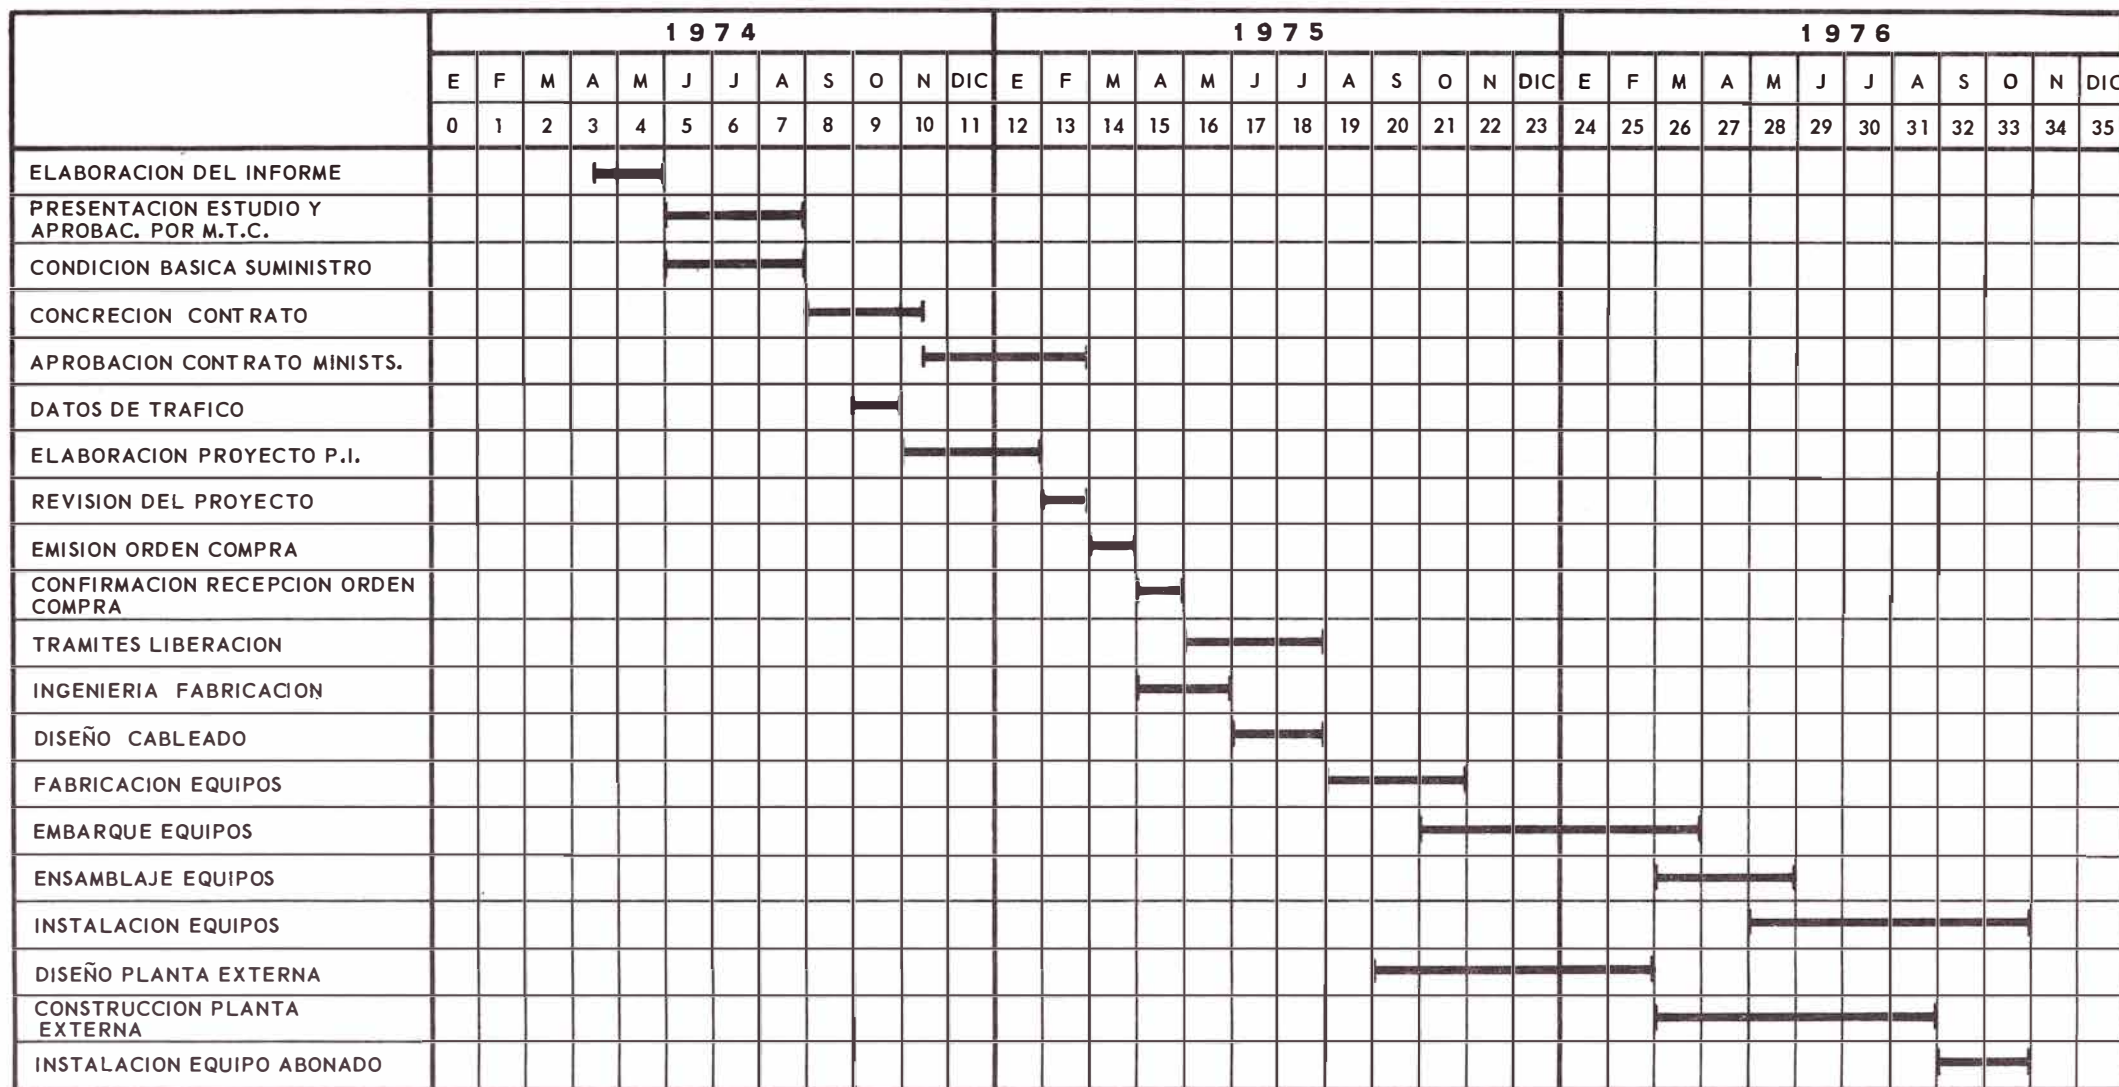 1974 1975 1976
E F M A M J J A S O N DIC E F M A M J J A S O N DIC E F M A M J J A S O N DIC
0 1 2 3 4 5 6 7 8 9 10 11 12 13 14 15 16 17 18 19 20 21 22 23 24 25 26 27 28 29 30 31 32 33 34 35
ELABORACION DEL INFORME
PRESENTACION ESTUDIO Y
APROBAC. POR M.T.C.
CONDICION BASICA SUMINISTRO
CONCRECION CONTRATO
APROBACION CONTRATO MINISTS.
DATOS DE TRAFICO
ELABORACION PROYECTO P.I.
REVISION DEL PROYECTO
EMISION ORDEN COMPRA
CONFIRMACION RECEPCION ORDEN
COMPRA
TRAMITES LIBERACION
INGENIERIA FABRICACION
DISEÑO CABLEADO
FABRICACION EQUIPOS
EMBARQUE EQUIPOS
ENSAMBLAJE EQUIPOS
INSTALACION EQUIPOS
DISEÑO PLANTA EXTERNA
CONSTRUCCION PLANTA
EXTERNA
INSTALACION EQUIPO ABONADO